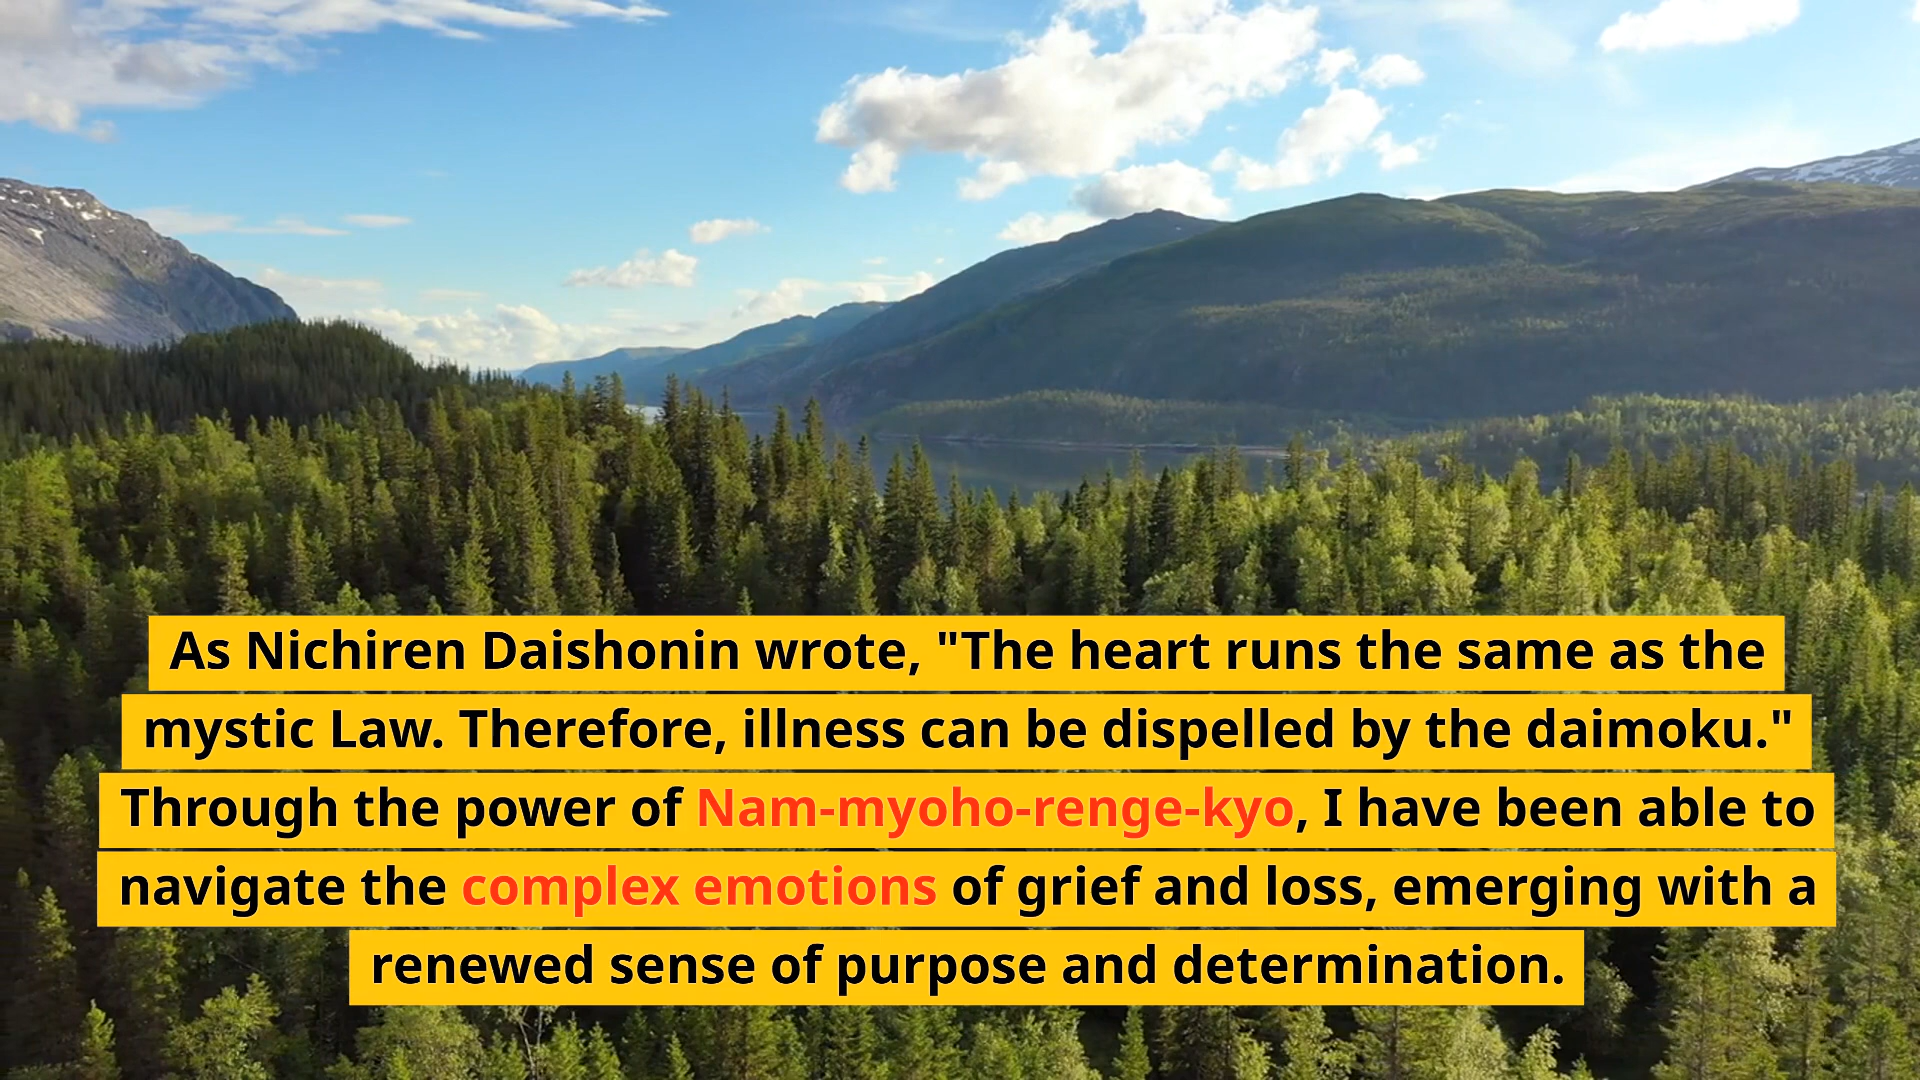 As Nichiren Daishonin wrote, "The heart runs the same as the
mystic Law. Therefore, illness can be dispelled by the daimoku."
Through the power of Nam-myoho-renge-kyo, I have been able to
navigate the complex emotions of grief and loss, emerging with a
renewed sense of purpose and determination.